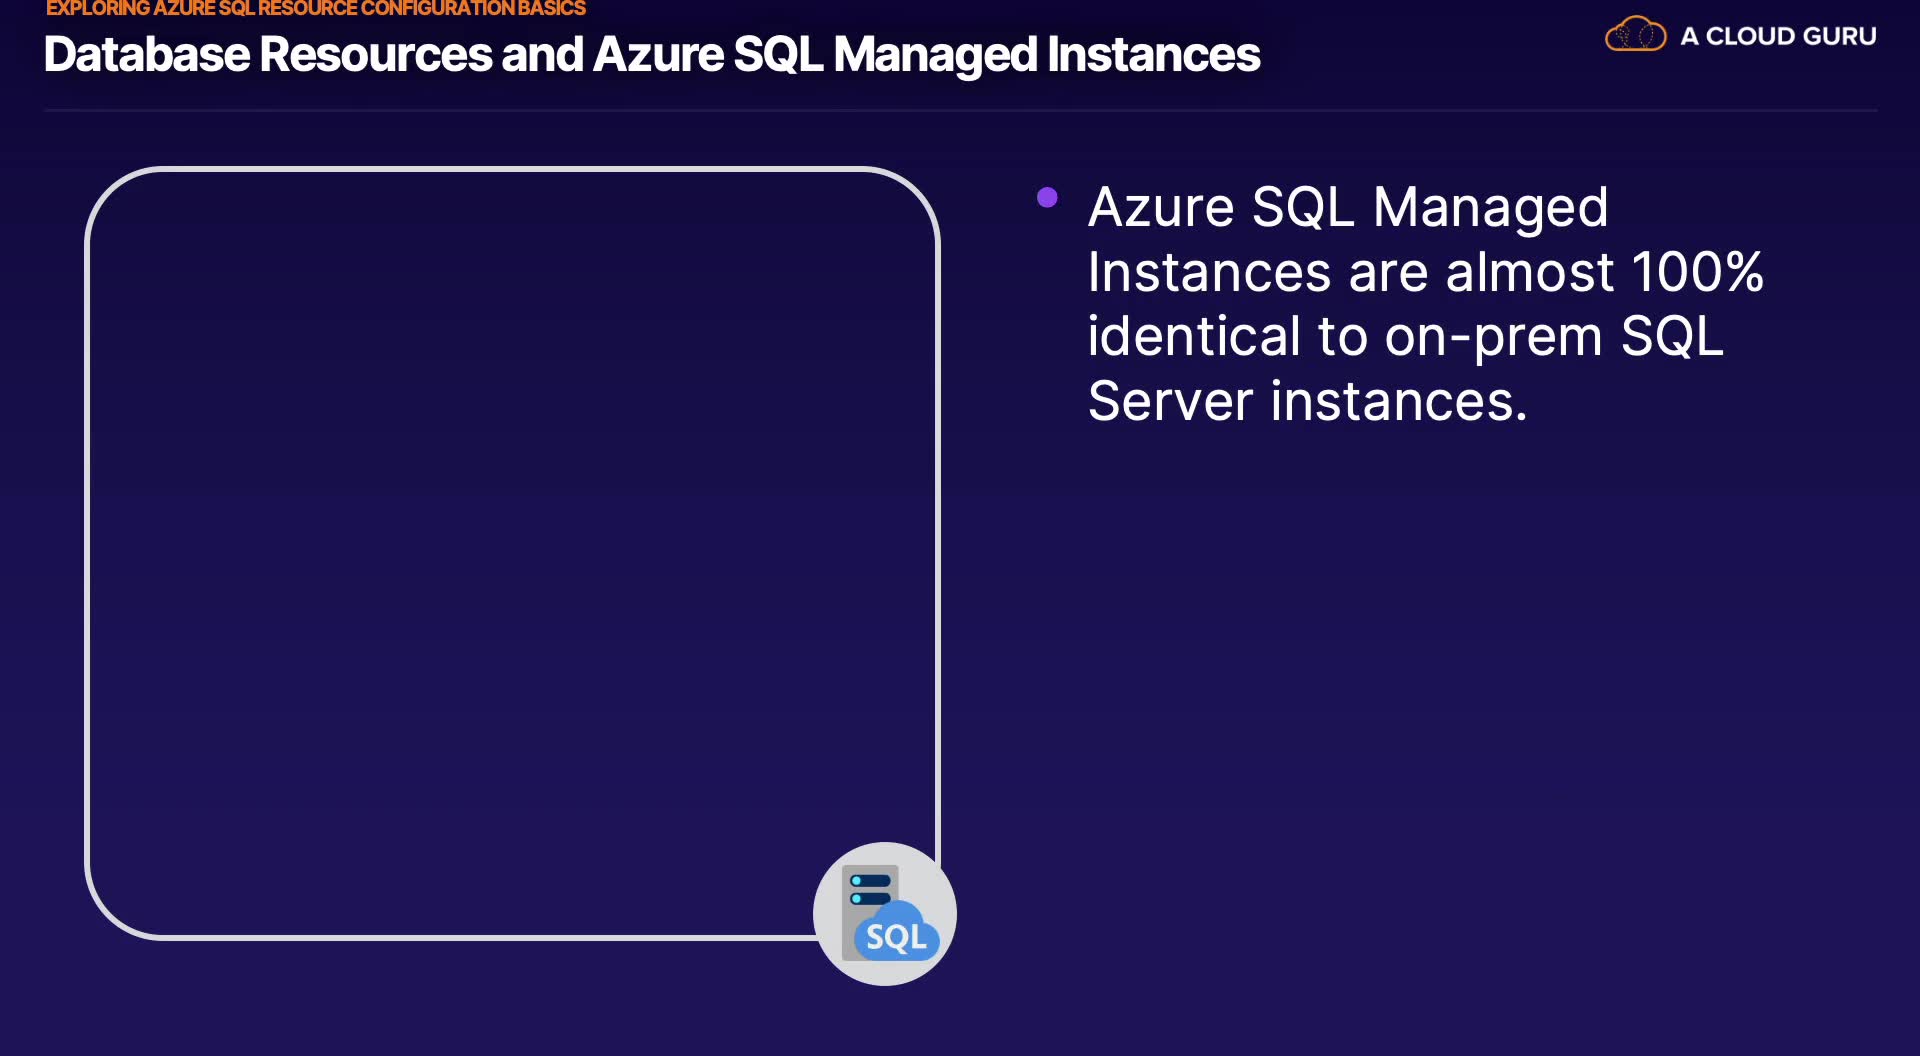 EXPLORING AZURE SQL RESOURCE CONFIGURATION BASICS
Database Resources and Azure SQL Managed Instances
A CLOUD GURU
Azure SQL Managed
Instances are almost 100%
identical to on-prem SQL
Server instances.
SQL